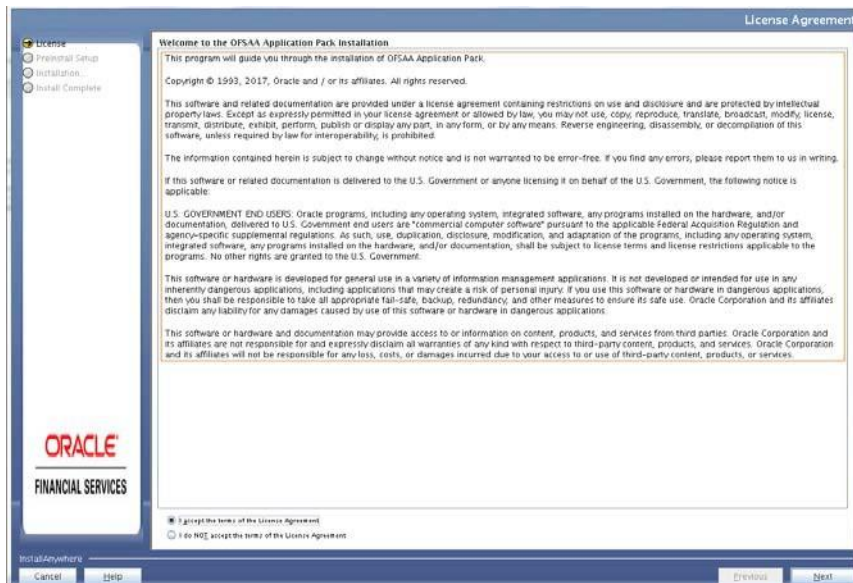 License Agreement
License
Preinstall Setup
Installation...
Install Complete
Welcome to the OFSAA Application Pack Installation
This program will guide you through the installation of OFSAA Application Pack.
Copyright © 1993, 2017, Oracle and / or its affiliates. All rights reserved.
This software and related documentation are provided under a license agreement containing restrictions on use and disclosure and are protected by intellectual
property laws. Except as expressly permitted in your license agreement or allowed by law, you may not use, copy, reproduce, translate, broadcast, modify, license,
transmit, distribute, exhibit, perform, publish or display any part, in any form, or by any means. Reverse engineering, disassembly, or decompilation of this
software, unless required by law for interoperability, is prohibited.
The information contained herein is subject to change without notice and is not warranted to be error-free. If you find any errors, please report them to us in writing.
If this software or related documentation is delivered to the U.S. Government or anyone licensing it on behalf of the U.S. Government, the following notice is
applicable:
U.S. GOVERNMENT END USERS: Oracle programs, including any operating system, integrated software, any programs installed on the hardware, and/or
documentation, delivered to U.S. Government end users are "commercial computer software" pursuant to the applicable Federal Acquisition Regulation and
agency-specific supplemental regulations. As such, use, duplication, disclosure, modification, and adaptation of the programs, including any operating system,
integrated software, any programs installed on the hardware, and/or documentation, shall be subject to license terms and license restrictions applicable to the
programs. No other rights are granted to the U.S. Government.
This software or hardware is developed for general use in a variety of information management applications. It is not developed or intended for use in any
inherently dangerous applications, including applications that may create a risk of personal injury. If you use this software or hardware in dangerous applications,
then you shall be responsible to take all appropriate fail-safe, backup, redundancy, and other measures to ensure its safe use. Oracle Corporation and its affiliates
disclaim any liability for any damages caused by use of this software or hardware in dangerous applications.
This software or hardware and documentation may provide access to or information on content, products, and services from third parties. Oracle Corporation and
its affiliates are not responsible for and expressly disclaim all warranties of any kind with respect to third-party content, products, and services. Oracle Corporation
and its affiliates will not be responsible for any loss, costs, or damages incurred due to your access to or use of third-party content, products, or services.
ORACLE
FINANCIAL SERVICES
I accept the terms of the License Agreement
I do NOT accept the terms of the License Agreement
InstallAnywhere
Cancel
Help
Previous
Next